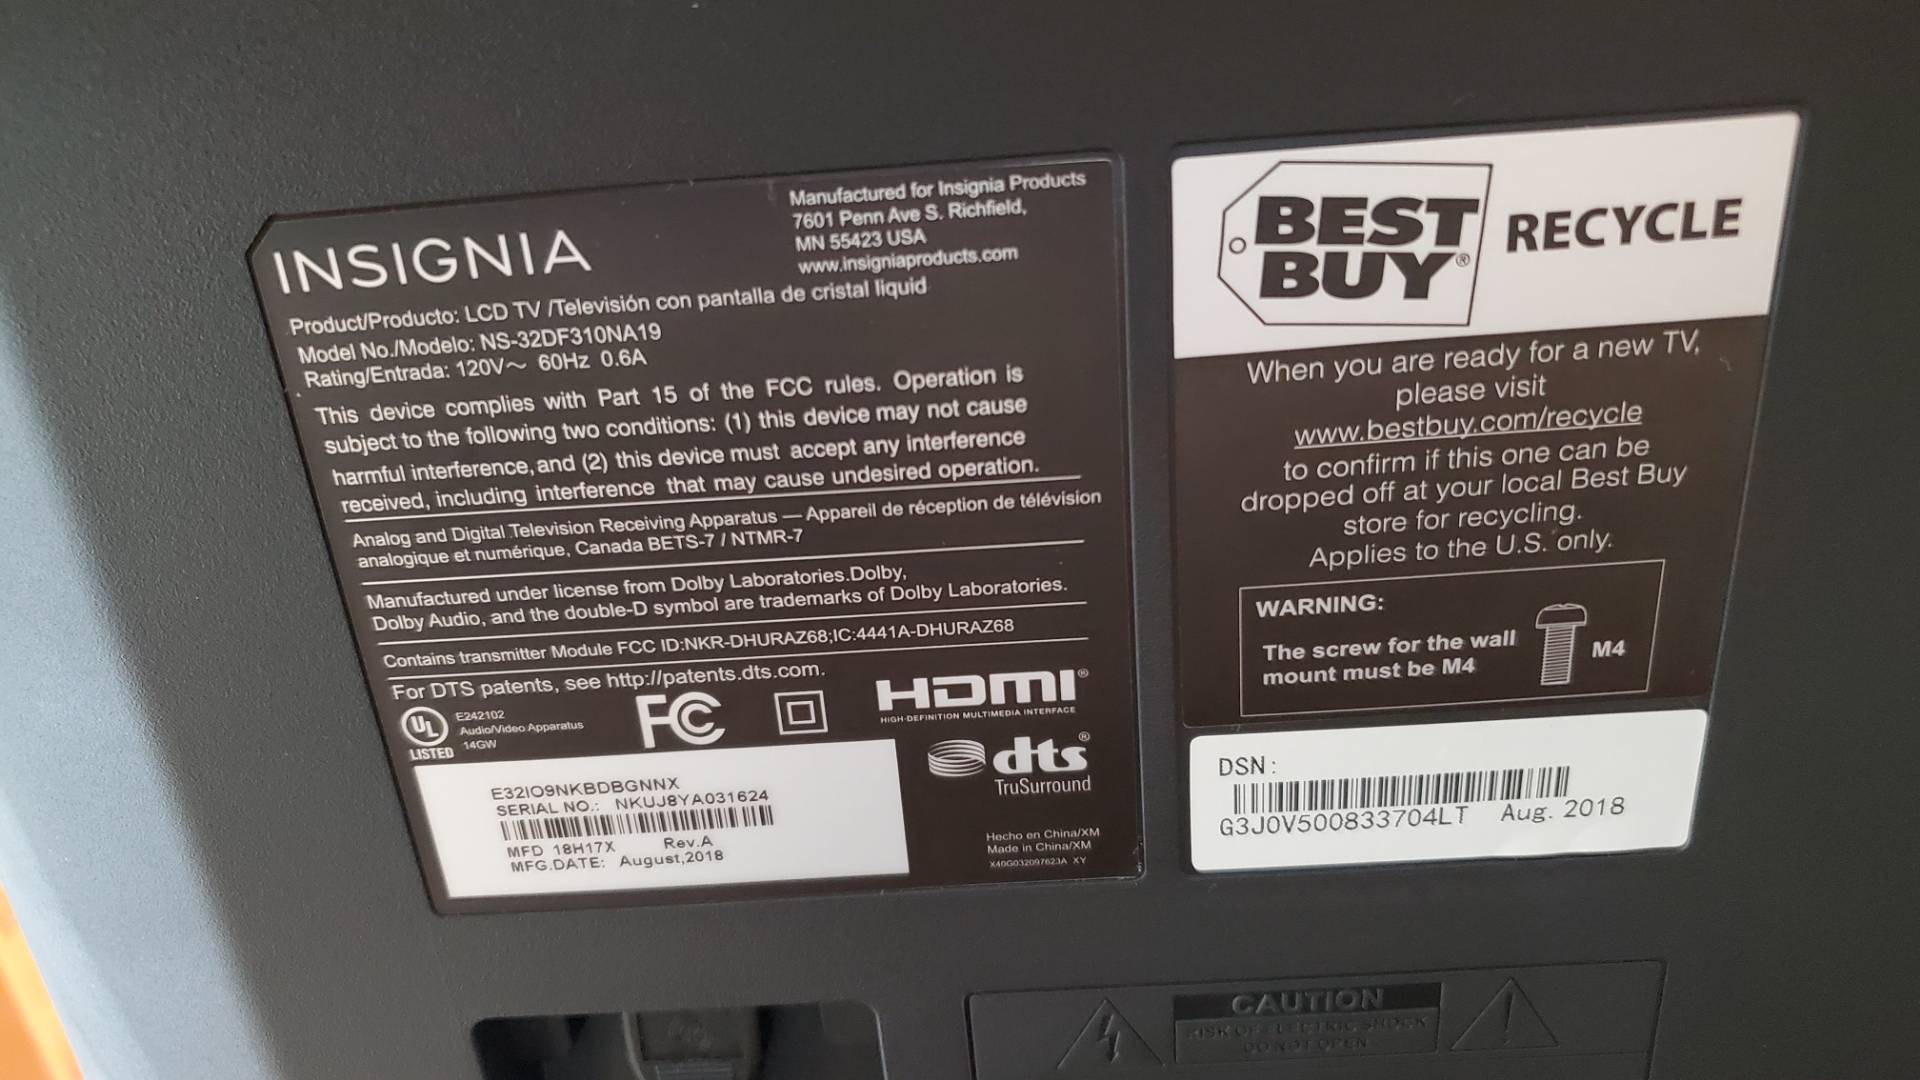 INSIGNIA
Manufactured for Insignia Products
7601 Penn Ave S. Richfield,
MN 55423 USA
www.insigniaproducts.com
Product/Producto: LCD TV /Televisión con pantalla de cristal liquid
Model No./Modelo: NS-32DF310NA19
Rating/Entrada: 120V～ 60Hz 0.6A
This device complies with Part 15 of the FCC rules. Operation is
subject to the following two conditions: (1) this device may not cause
harmful interference, and (2) this device must accept any interference
received, including interference that may cause undesired operation.
Analog and Digital Television Receiving Apparatus — Appareil de réception de télévision
analogique et numérique, Canada BETS-7 / NTMR-7
Manufactured under license from Dolby Laboratories.Dolby,
Dolby Audio, and the double-D symbol are trademarks of Dolby Laboratories.
Contains transmitter Module FCC ID:NKR-DHURAZ68;IC:4441A-DHURAZ68
For DTS patents, see http://patents.dts.com.
UL
LISTED
E242102
Audio/Video Apparatus
14GW
FC
HDMI®
HIGH-DEFINITION MULTIMEDIA INTERFACE
dts®
TruSurround
E32IO9NKBDBGNNX
SERIAL NO.: NKUJ8YA031624
MFD 18H17X Rev.A
MFG.DATE: August,2018
Hecho en China/XM
Made in China/XM
X40G032097623A XY
BEST
BUY®
RECYCLE
When you are ready for a new TV,
please visit
www.bestbuy.com/recycle
to confirm if this one can be
dropped off at your local Best Buy
store for recycling.
Applies to the U.S. only.
WARNING:
The screw for the wall
mount must be M4
M4
DSN:
G3J0V500833704LT Aug. 2018
CAUTION
RISK OF ELECTRIC SHOCK
DO NOT OPEN